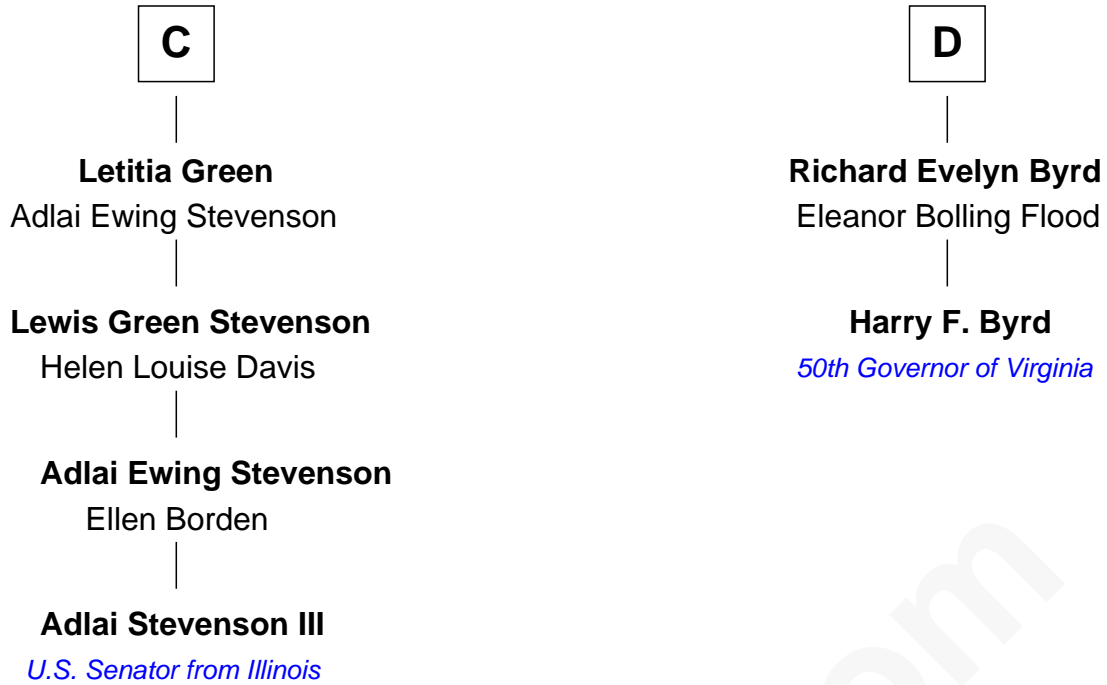 C
Letitia Green
Adlai Ewing Stevenson
Lewis Green Stevenson
Helen Louise Davis
Adlai Ewing Stevenson
Ellen Borden
Adlai Stevenson III
U.S. Senator from Illinois
D
Richard Evelyn Byrd
Eleanor Bolling Flood
Harry F. Byrd
50th Governor of Virginia
om